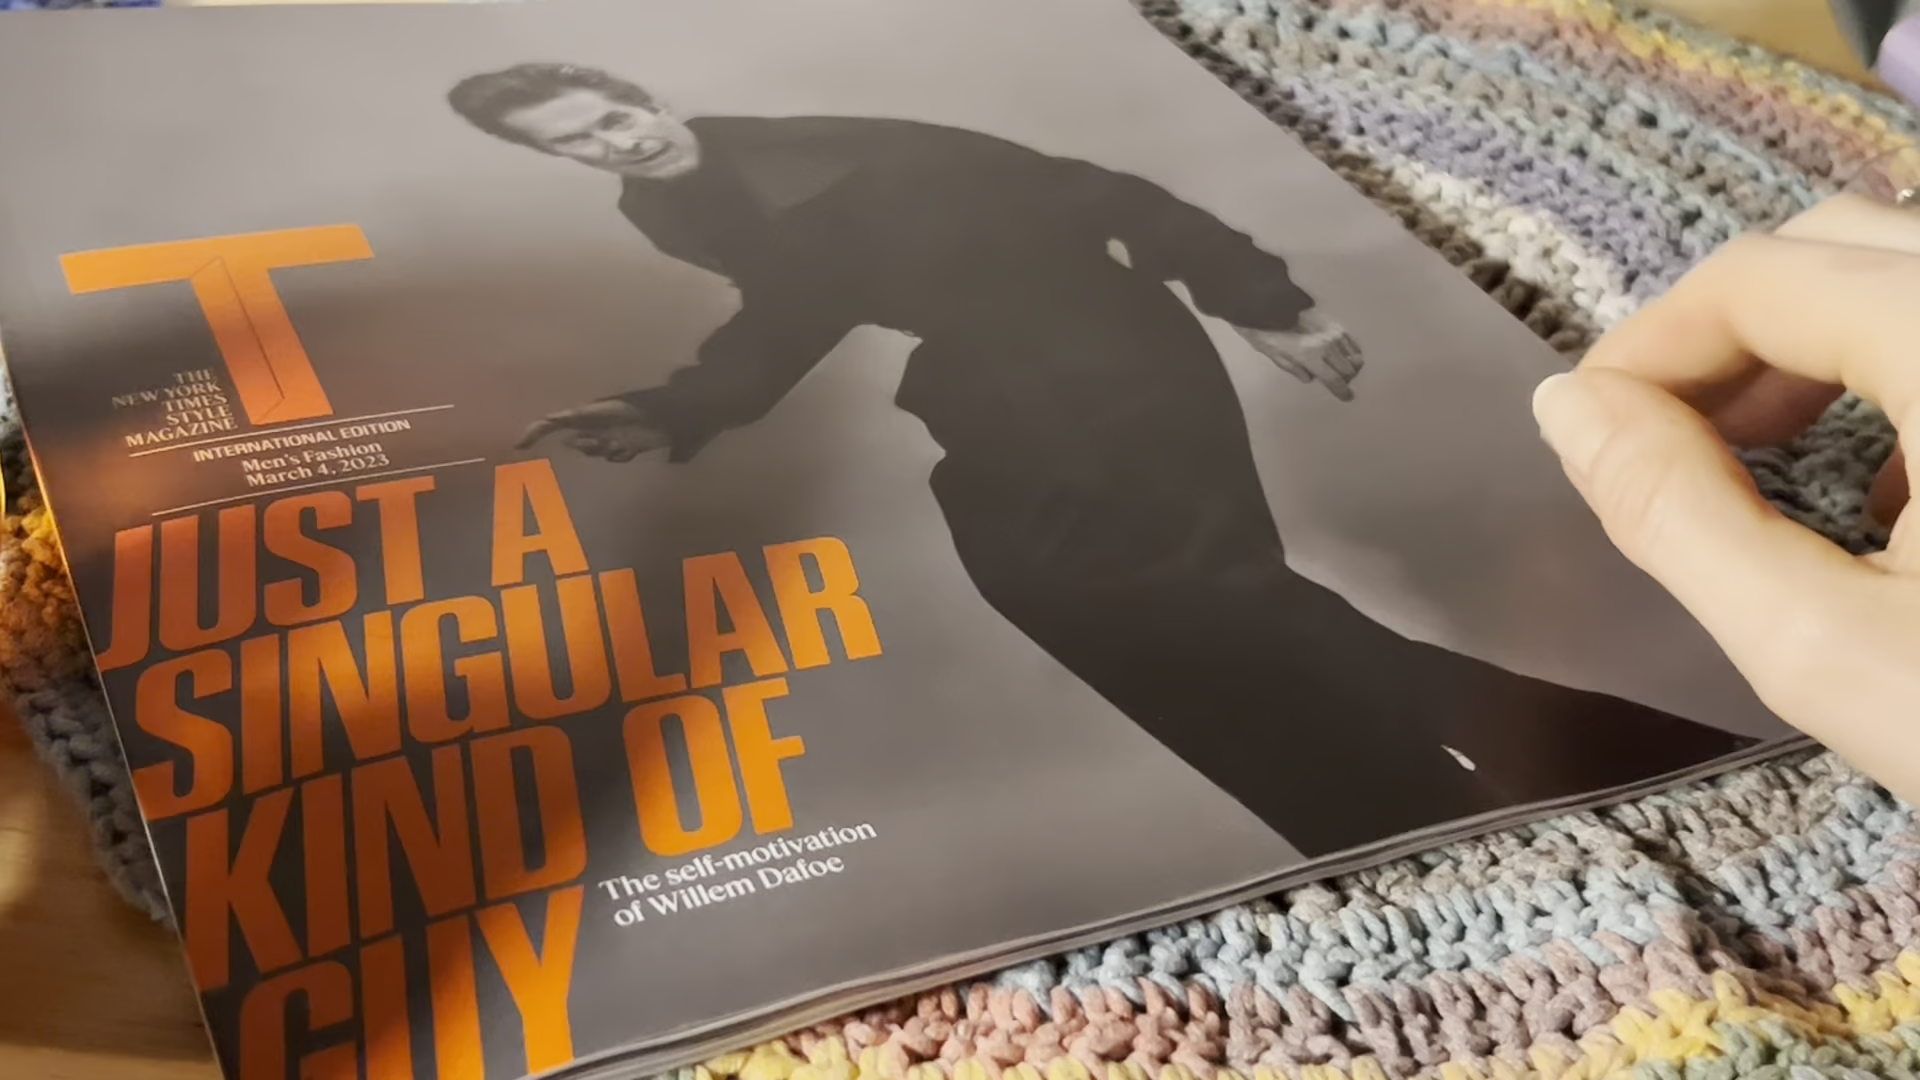 T
THE
NEW YORK
TIMES
STYLE
MAGAZINE
INTERNATIONAL EDITION
Men's Fashion
March 4, 2023
JUST A
SINGULAR
KIND OF
GUY
The self-motivation
of Willem Dafoe